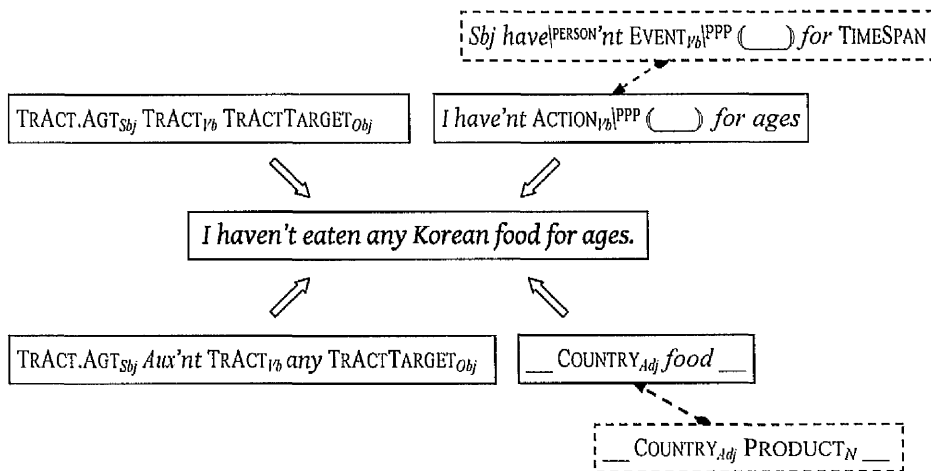 Sbj have\PERSON'nt EVENTVb\PPP (___) for TIMESPAN
TRACT.AGTSbj TRACTVb TRACTTARGETObj
I have'nt ACTIONVb\PPP (___) for ages
I haven't eaten any Korean food for ages.
TRACT.AGTSbj Aux'nt TRACTVb any TRACTTARGETObj
__ COUNTRYAdj food __
__ COUNTRYAdj PRODUCTN __